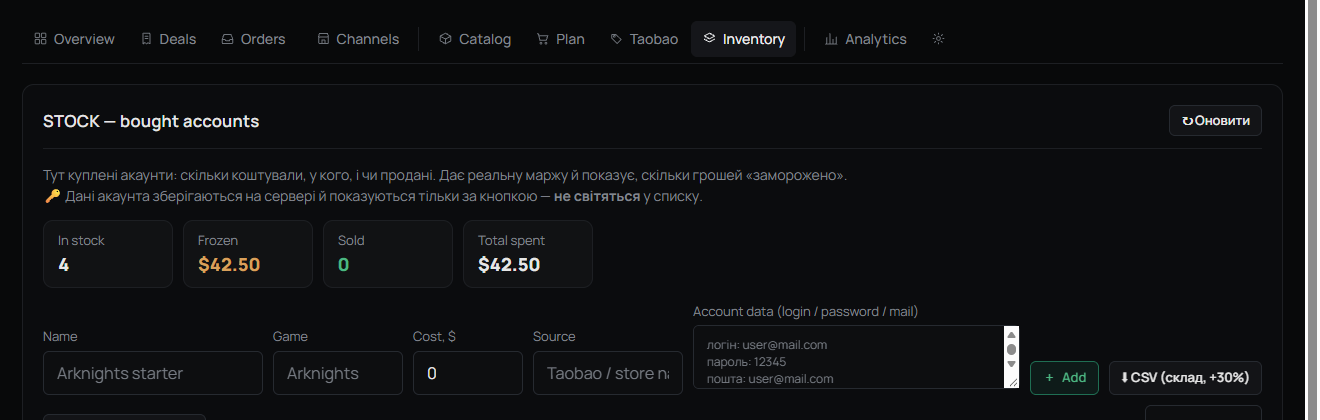 Overview Deals Orders Channels Catalog Plan Taobao Inventory Analytics
STOCK — bought accounts
↻ Оновити
Тут куплені акаунти: скільки коштували, у кого, і чи продані. Дає реальну маржу й показує, скільки грошей «заморожено».
🔑 Дані акаунта зберігаються на сервері й показуються тільки за кнопкою — не світяться у списку.
In stock Frozen Sold Total spent
4 $42.50 0 $42.50
Account data (login / password / mail)
Name Game Cost, $ Source
Arknights starter Arknights 0 Taobao / store
логін: user@mail.com
пароль: 12345
пошта: user@mail.com
+ Add ⬇CSV (склад, +30%)